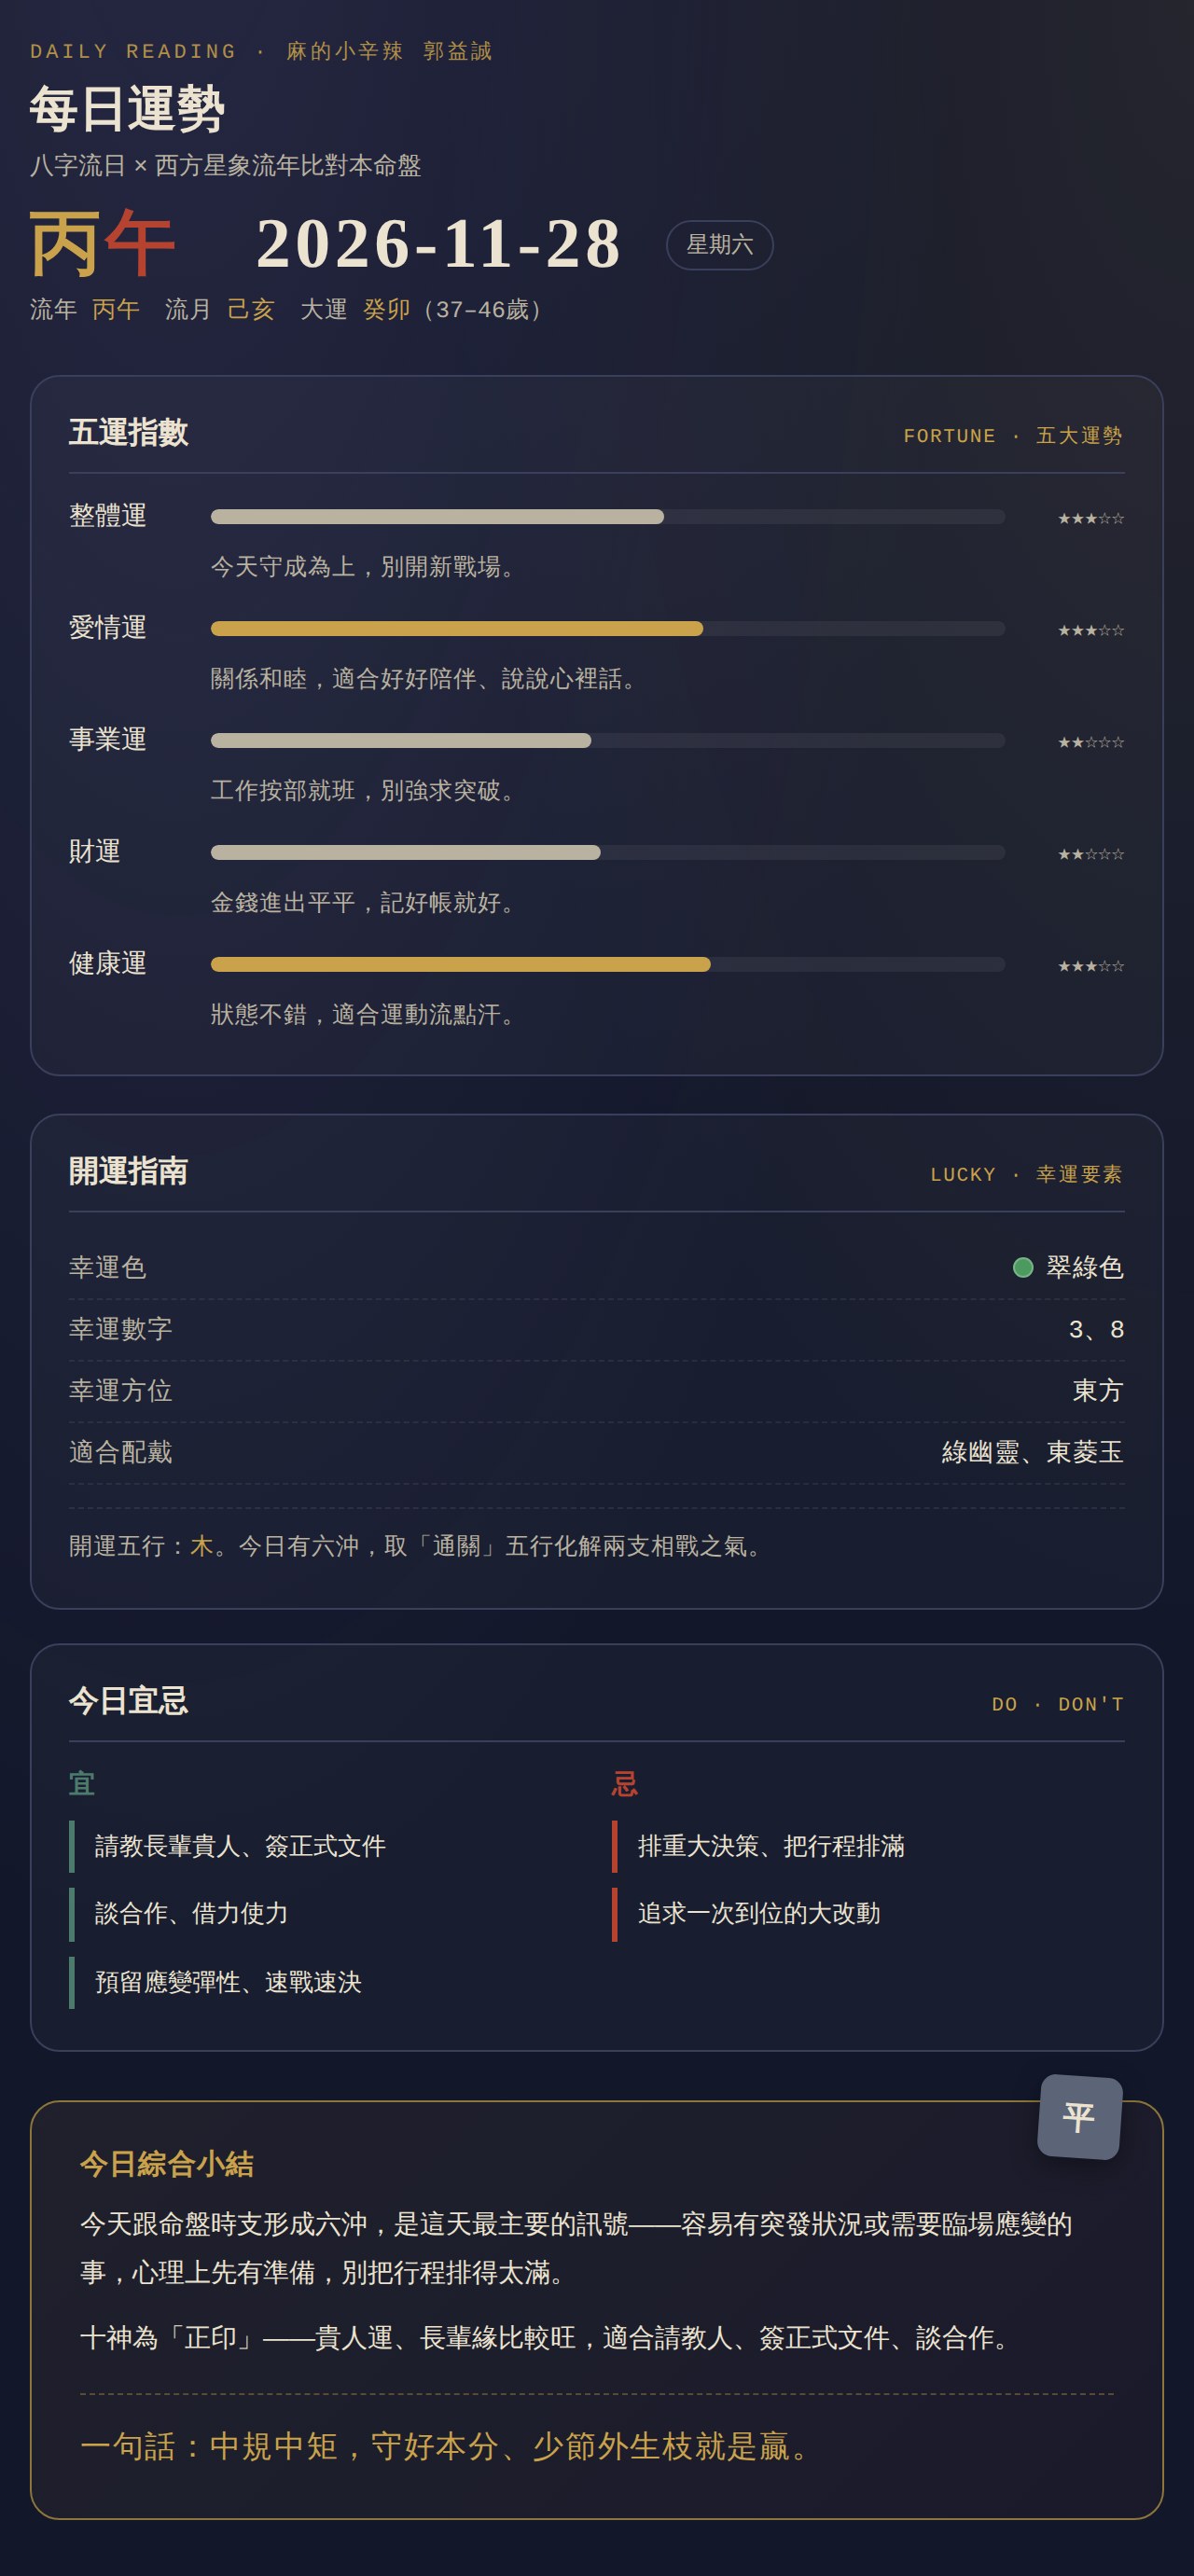 DAILY READING · 麻的小辛辣 郭益誠
每日運勢
八字流日 × 西方星象流年比對本命盤
丙午 2026-11-28 星期六
流年 丙午 流月 己亥 大運 癸卯（37–46歲）
五運指數 FORTUNE · 五大運勢
整體運 ★★★☆☆
今天守成為上，別開新戰場。
愛情運 ★★★☆☆
關係和睦，適合好好陪伴、說說心裡話。
事業運 ★★☆☆☆
工作按部就班，別強求突破。
財運 ★★☆☆☆
金錢進出平平，記好帳就好。
健康運 ★★★☆☆
狀態不錯，適合運動流點汗。
開運指南 LUCKY · 幸運要素
幸運色 翠綠色
幸運數字 3、8
幸運方位 東方
適合配戴 綠幽靈、東菱玉
開運五行：木。今日有六沖，取「通關」五行化解兩支相戰之氣。
今日宜忌 DO · DON'T
宜
請教長輩貴人、簽正式文件
談合作、借力使力
預留應變彈性、速戰速決
忌
排重大決策、把行程排滿
追求一次到位的大改動
平
今日綜合小結
今天跟命盤時支形成六沖，是這天最主要的訊號——容易有突發狀況或需要臨場應變的
事，心理上先有準備，別把行程排得太滿。
十神為「正印」——貴人運、長輩緣比較旺，適合請教人、簽正式文件、談合作。
一句話：中規中矩，守好本分、少節外生枝就是贏。